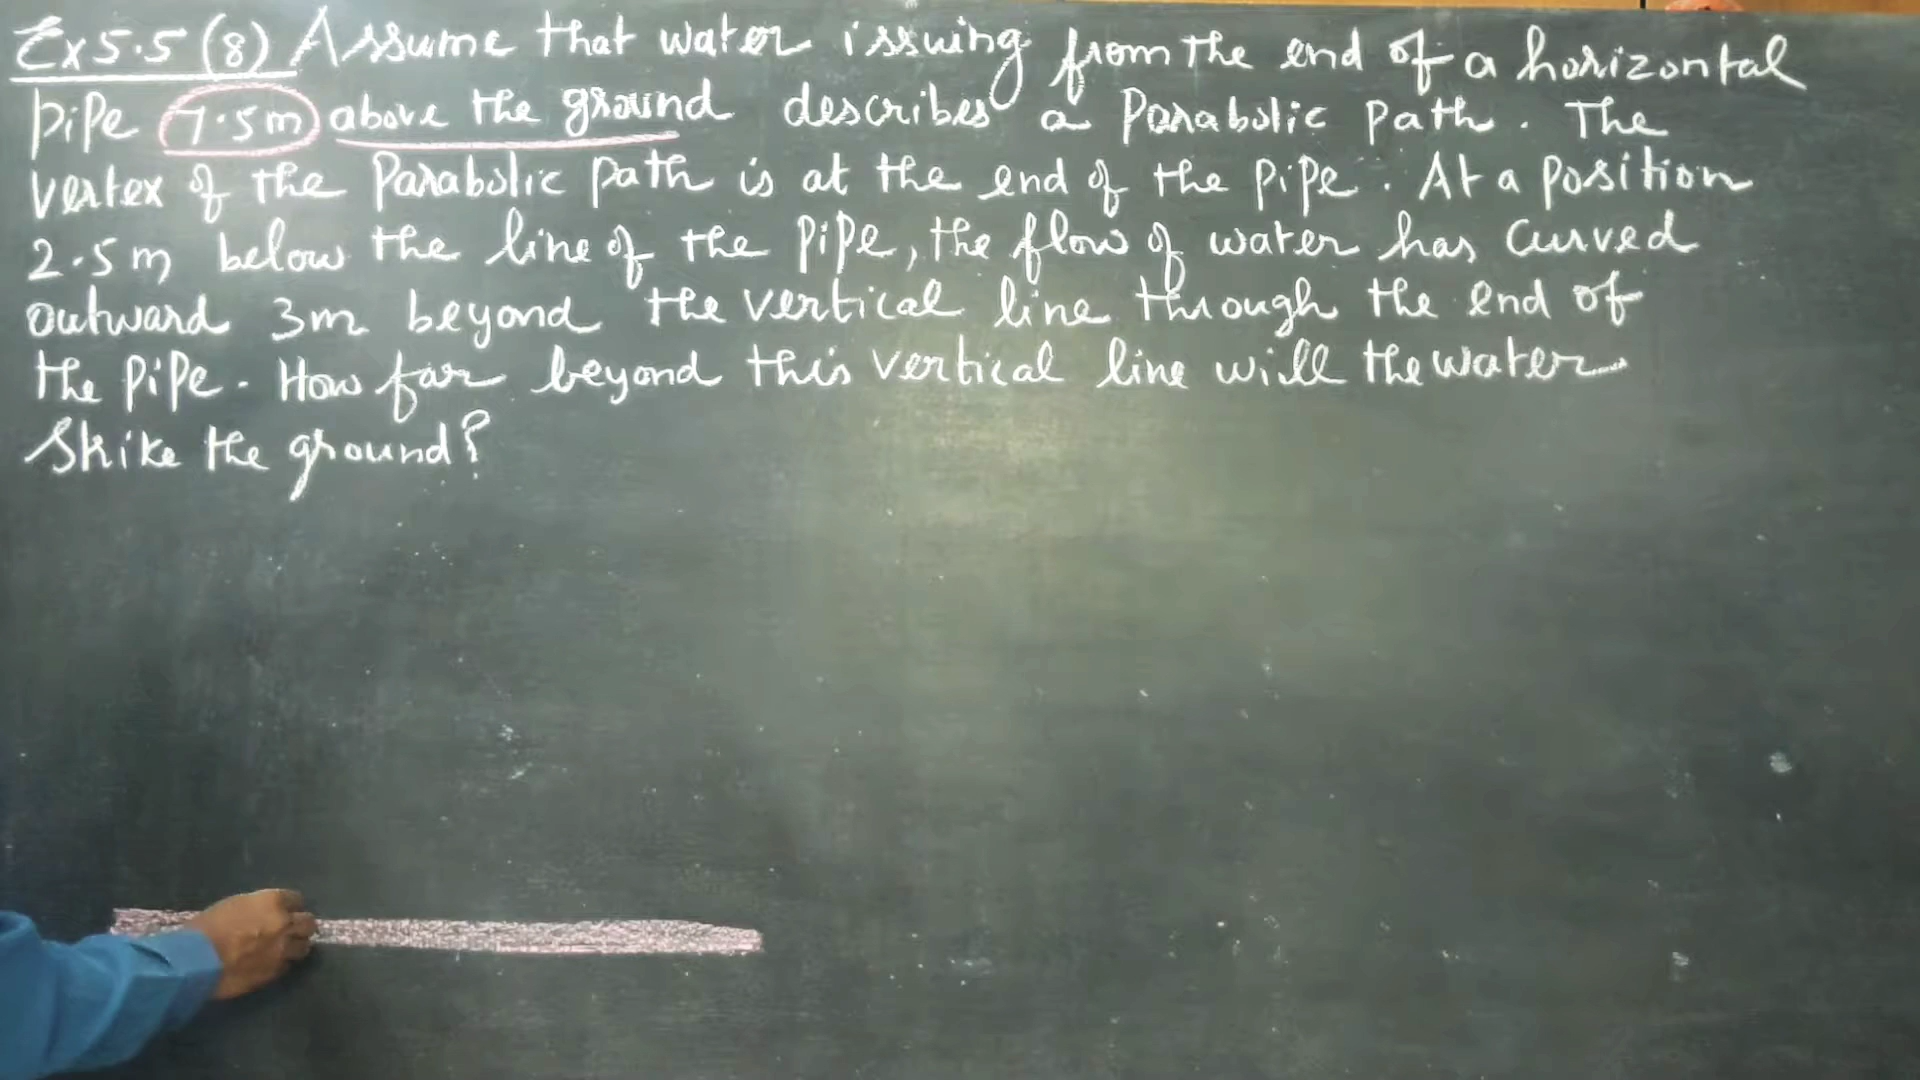 Ex 5.5 (8) Assume that water issuing from the end of a horizontal
pipe 7.5m above the ground describes a Parabolic path. The
vertex of the Parabolic path is at the end of the pipe. At a position
2.5m below the line of the pipe, the flow of water has curved
outward 3m beyond the vertical line through the end of
the pipe. How far beyond this vertical line will the water
Strike the ground?